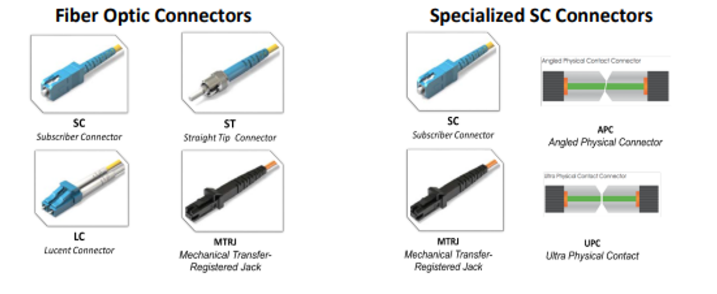 Fiber Optic Connectors
SC
Subscriber Connector
ST
Straight Tip Connector
LC
Lucent Connector
MTRJ
Mechanical Transfer-
Registered Jack
Specialized SC Connectors
SC
Subscriber Connector
Angled Physical Contact Connector
APC
Angled Physical Connector
MTRJ
Mechanical Transfer-
Registered Jack
Ultra Physical Contact Connector
UPC
Ultra Physical Contact